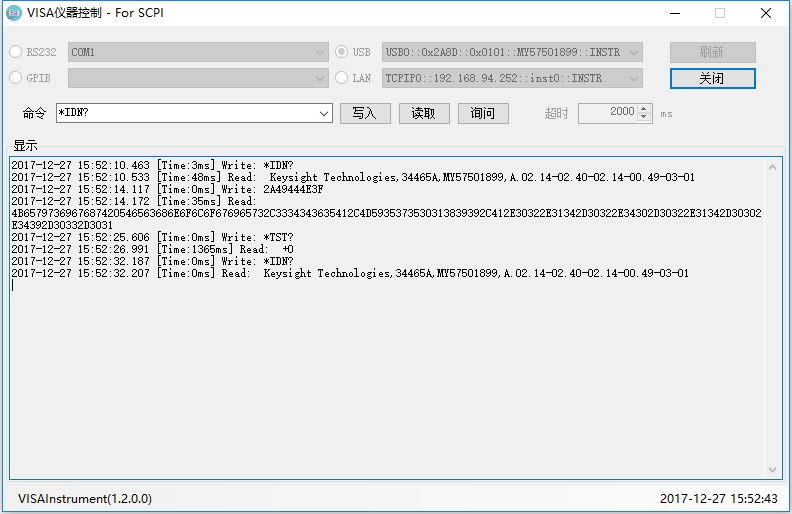 VISA仪器控制 - For SCPI
RS232 COM1 USB USB0::0x2A8D::0x0101::MY57501899::INSTR 刷新
GPIB LAN TCPIP0::192.168.94.252::inst0::INSTR 关闭
命令 *IDN? 写入 读取 询问 超时 2000 ms
显示
2017-12-27 15:52:10.463 [Time:3ms] Write: *IDN?
2017-12-27 15:52:10.533 [Time:48ms] Read:  Keysight Technologies,34465A,MY57501899,A.02.14-02.40-02.14-00.49-03-01
2017-12-27 15:52:14.117 [Time:0ms] Write: 2A49444E3F
2017-12-27 15:52:14.172 [Time:35ms] Read:
4B6579736967687420546563686E6F6C6F676965732C3334343635412C4D5935373530313839392C412E30322E31342D30322E34302D30322E31342D30302
E34392D30332D3031
2017-12-27 15:52:25.606 [Time:0ms] Write: *TST?
2017-12-27 15:52:26.991 [Time:1365ms] Read:  +0
2017-12-27 15:52:32.187 [Time:0ms] Write: *IDN?
2017-12-27 15:52:32.207 [Time:0ms] Read:  Keysight Technologies,34465A,MY57501899,A.02.14-02.40-02.14-00.49-03-01
VISAInstrument(1.2.0.0) 2017-12-27 15:52:43